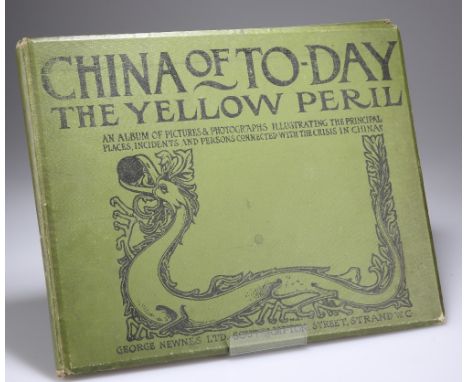 CHINA OF TO-DAY
THE YELLOW PERIL
AN ALBUM OF PICTURES & PHOTOGRAPHS ILLUSTRATING THE PRINCIPAL
PLACES, INCIDENTS AND PERSONS CONNECTED WITH THE CRISIS IN CHINA
GEORGE NEWNES LTD. STREET, STRAND W.C